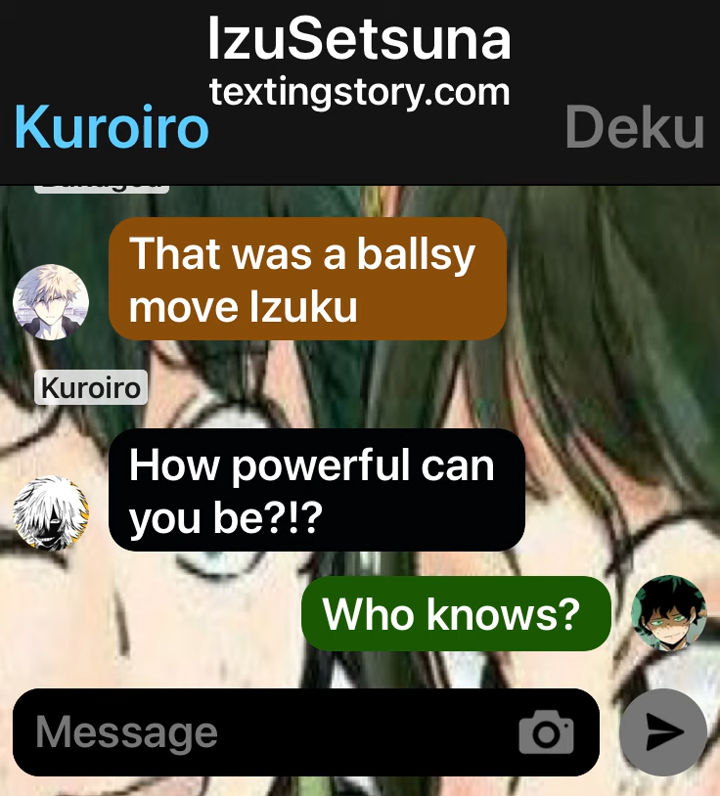 IzuSetsuna
textingstory.com
Kuroiro
Deku
That was a ballsy
move Izuku
Kuroiro
How powerful can
you be?!?
Who knows?
Message